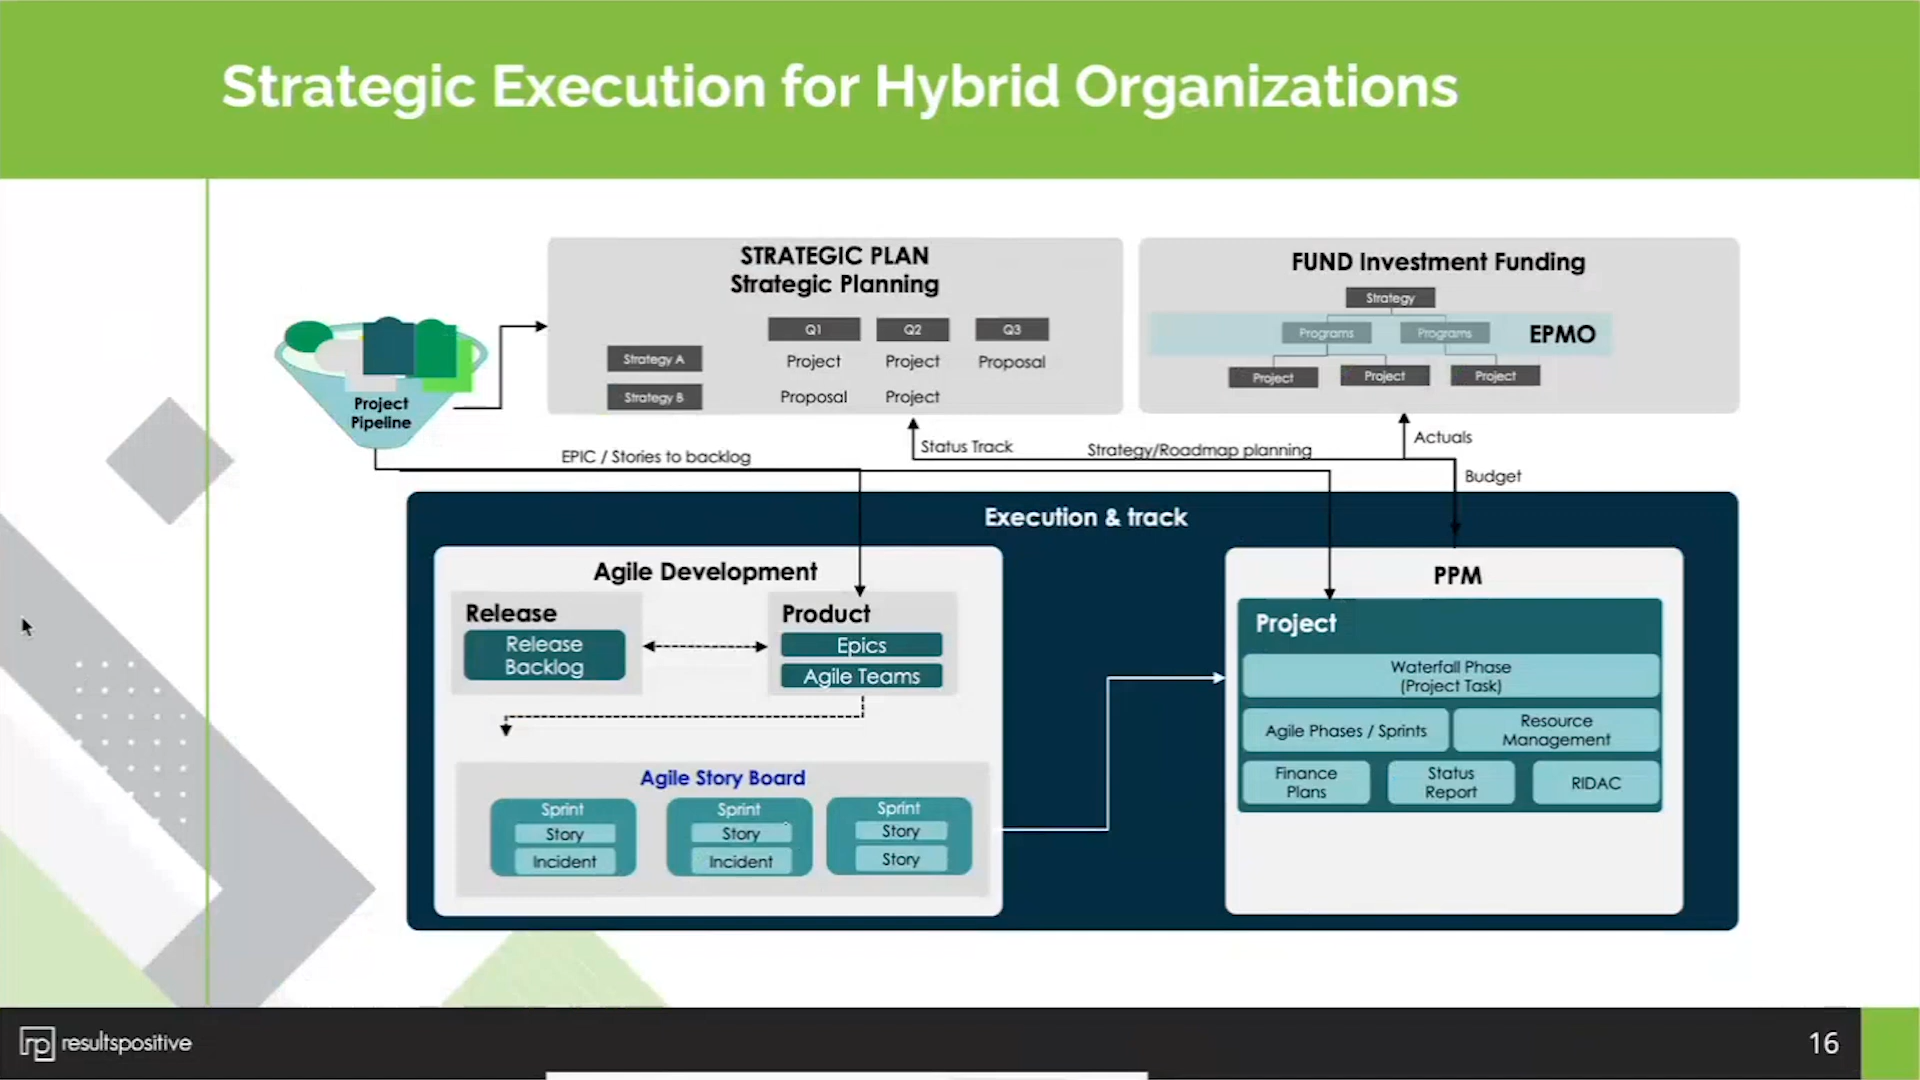 Strategic Execution for Hybrid Organizations
STRATEGIC PLAN
Strategic Planning
Q1
Q2
Q3
Strategy A
Project
Project
Proposal
Strategy B
Proposal
Project
FUND Investment Funding
Strategy
Programs
Programs
EPMO
Project
Project
Project
Project
Pipeline
EPIC / Stories to backlog
Status Track
Strategy/Roadmap planning
Actuals
Budget
Execution & track
Agile Development
Release
Release
Backlog
Product
Epics
Agile Teams
Agile Story Board
Sprint
Story
Incident
Sprint
Story
Incident
Sprint
Story
Story
PPM
Project
Waterfall Phase
(Project Task)
Agile Phases / Sprints
Resource
Management
Finance
Plans
Status
Report
RIDAC
rp resultspositive
16